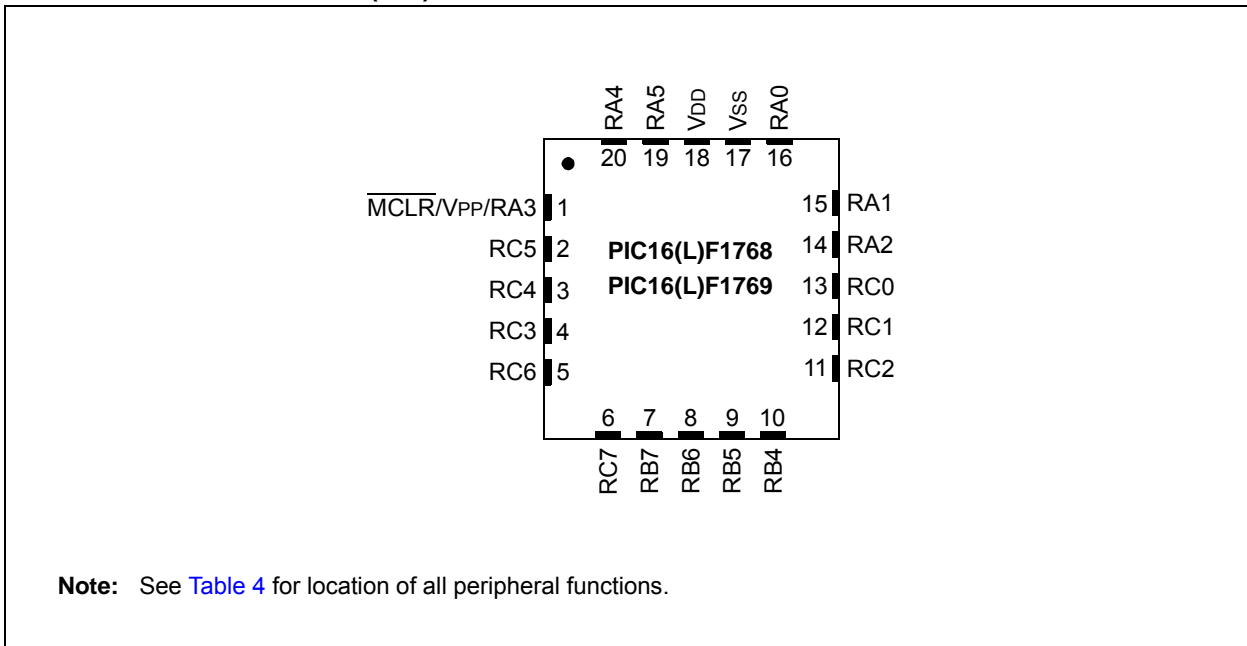 RA4 RA5 VDD VSS RA0
20 19 18 17 16
MCLR/VPP/RA3 1 15 RA1
RC5 2 PIC16(L)F1768 14 RA2
RC4 3 PIC16(L)F1769 13 RC0
RC3 4 12 RC1
RC6 5 11 RC2
6 7 8 9 10
RC7 RB7 RB6 RB5 RB4
Note: See Table 4 for location of all peripheral functions.